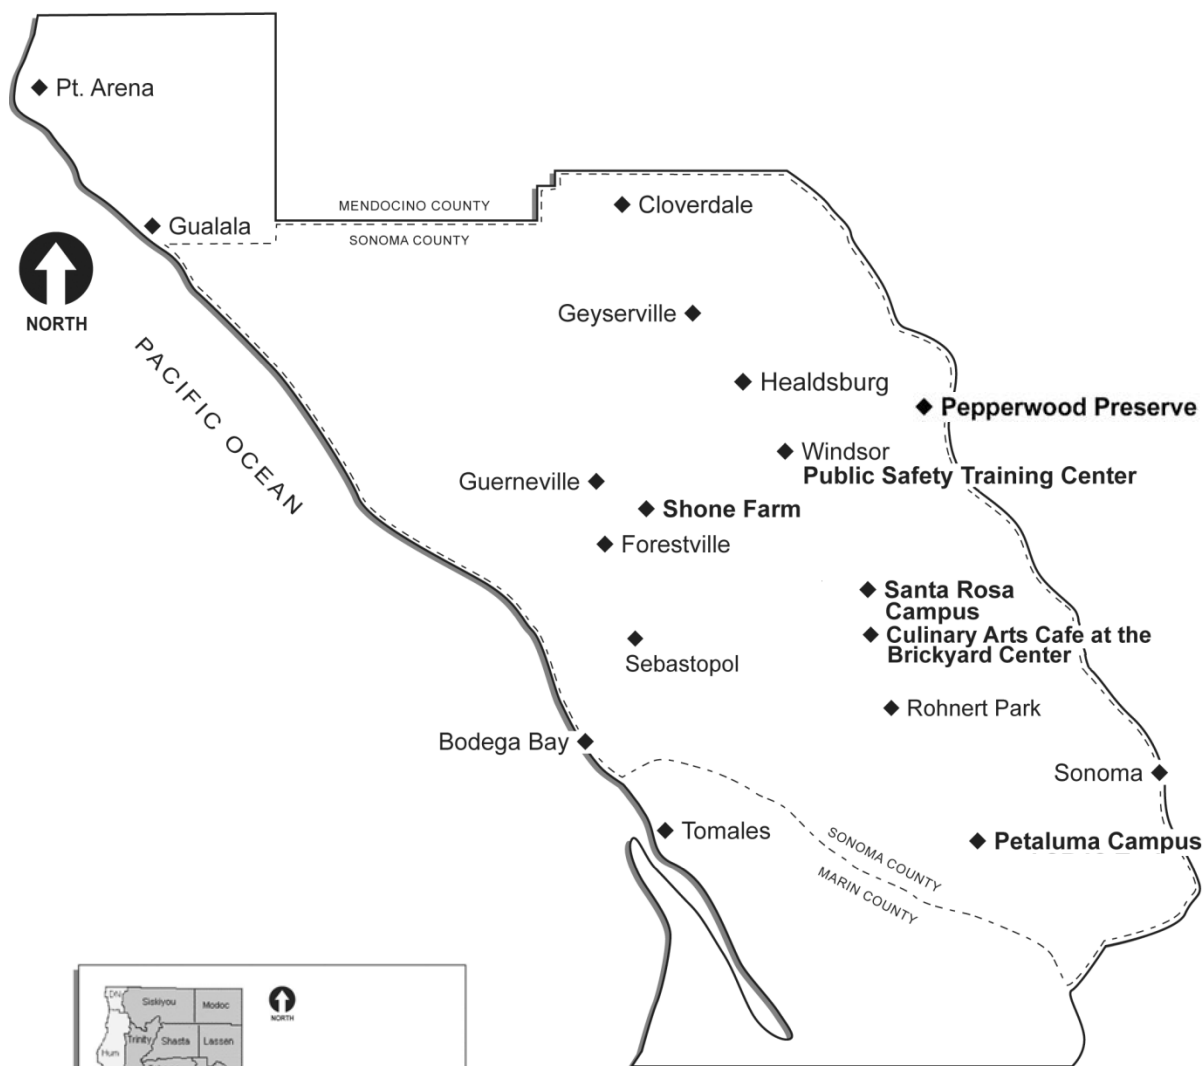 Pt. Arena
MENDOCINO COUNTY
Cloverdale
Gualala
SONOMA COUNTY
NORTH
Geyserville
PACIFIC OCEAN
Healdsburg
Pepperwood Preserve
Windsor
Public Safety Training Center
Guerneville
Shone Farm
Forestville
Santa Rosa
Campus
Culinary Arts Cafe at the
Brickyard Center
Sebastopol
Rohnert Park
Bodega Bay
Sonoma
Tomales
SONOMA COUNTY
Petaluma Campus
MARIN COUNTY
DN
Siskiyou
Modoc
NORTH
Hum
Trinity
Shasta
Lassen